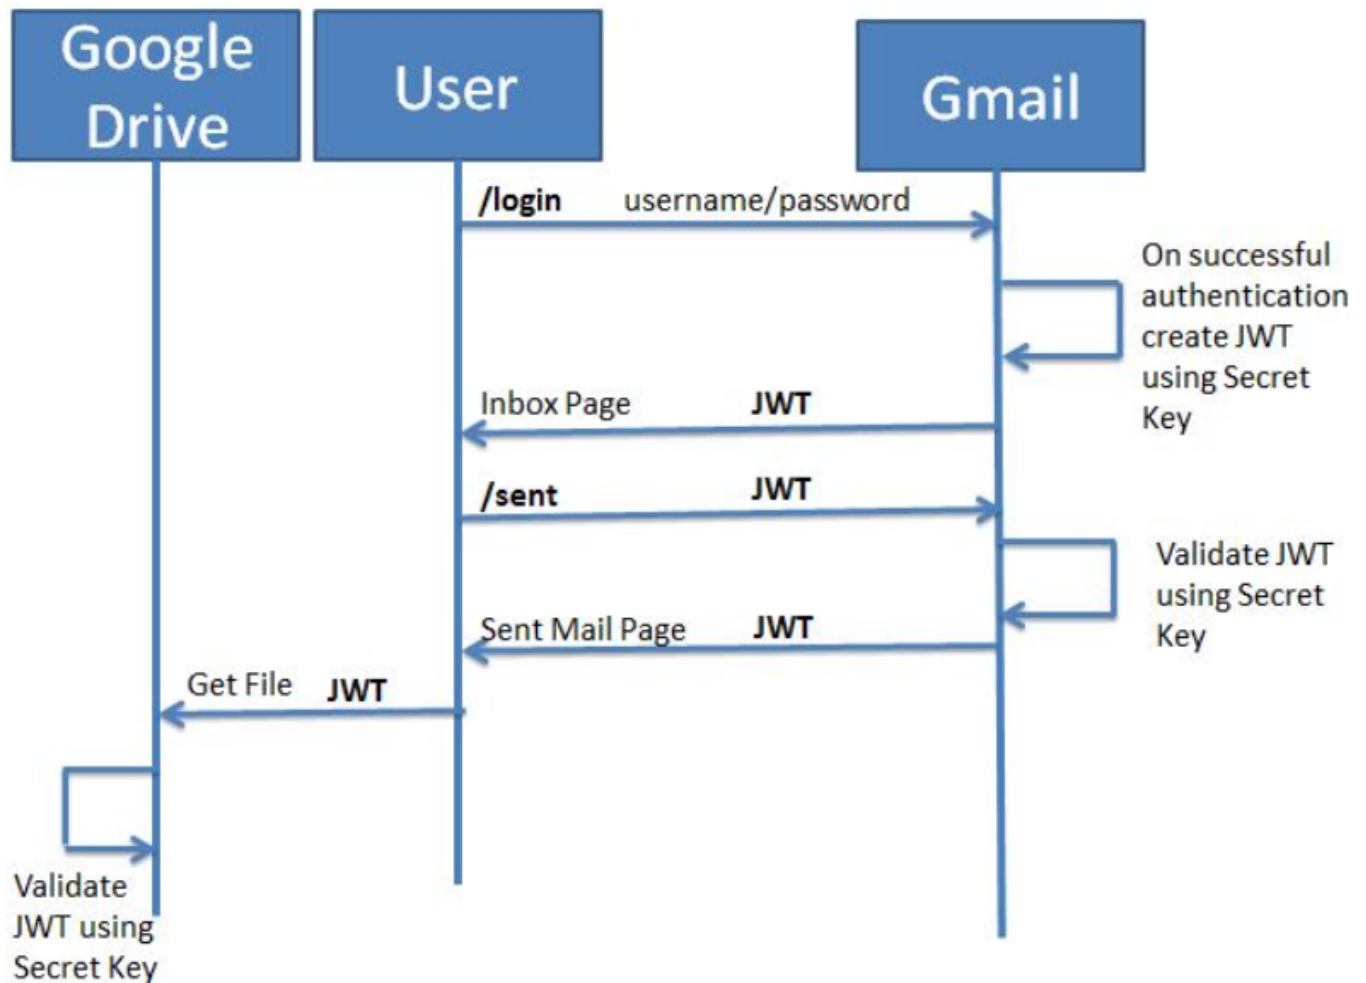 Google
Drive
User
Gmail
/login username/password
On successful
authentication
create JWT
using Secret
Key
Inbox Page JWT
/sent JWT
Validate JWT
using Secret
Key
Sent Mail Page JWT
Get File JWT
Validate
JWT using
Secret Key